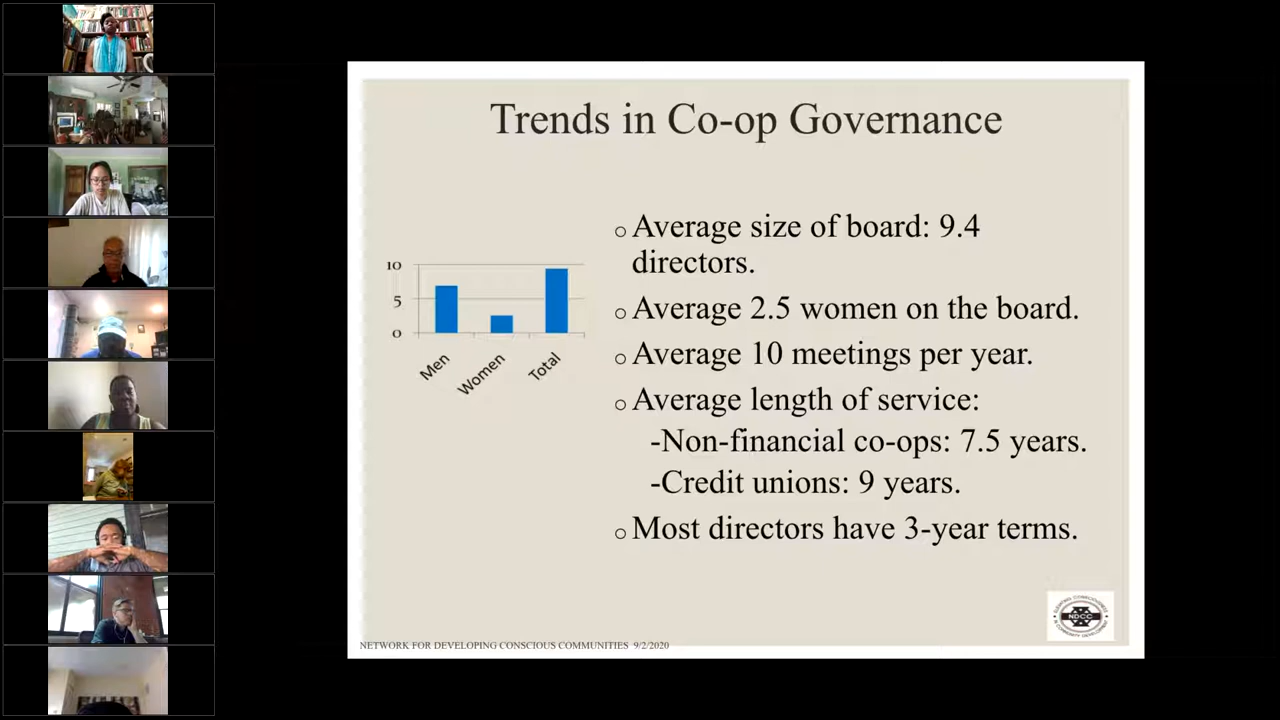 Trends in Co-op Governance
10
5
0
Men
Women
Total
o Average size of board: 9.4
directors.
o Average 2.5 women on the board.
o Average 10 meetings per year.
o Average length of service:
-Non-financial co-ops: 7.5 years.
-Credit unions: 9 years.
o Most directors have 3-year terms.
NDCC
NETWORK FOR DEVELOPING CONSCIOUS COMMUNITIES 9/2/2020